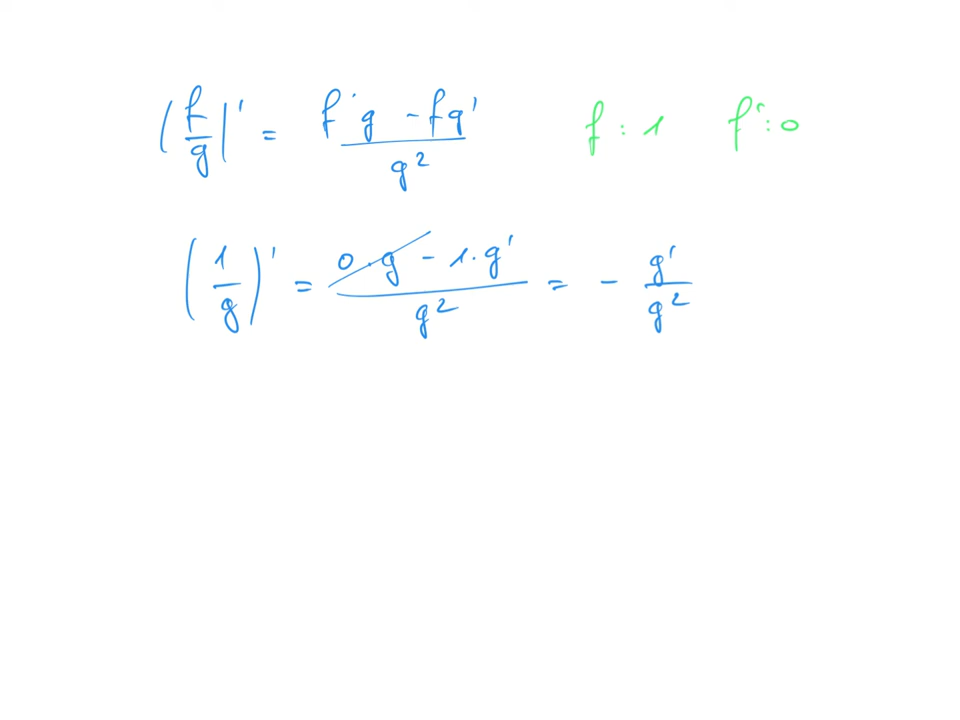 (f/g)' = (f'g - fg')/g² f : 1 f' : 0
(1/g)' = (0·g - 1·g')/g² = - g'/g²